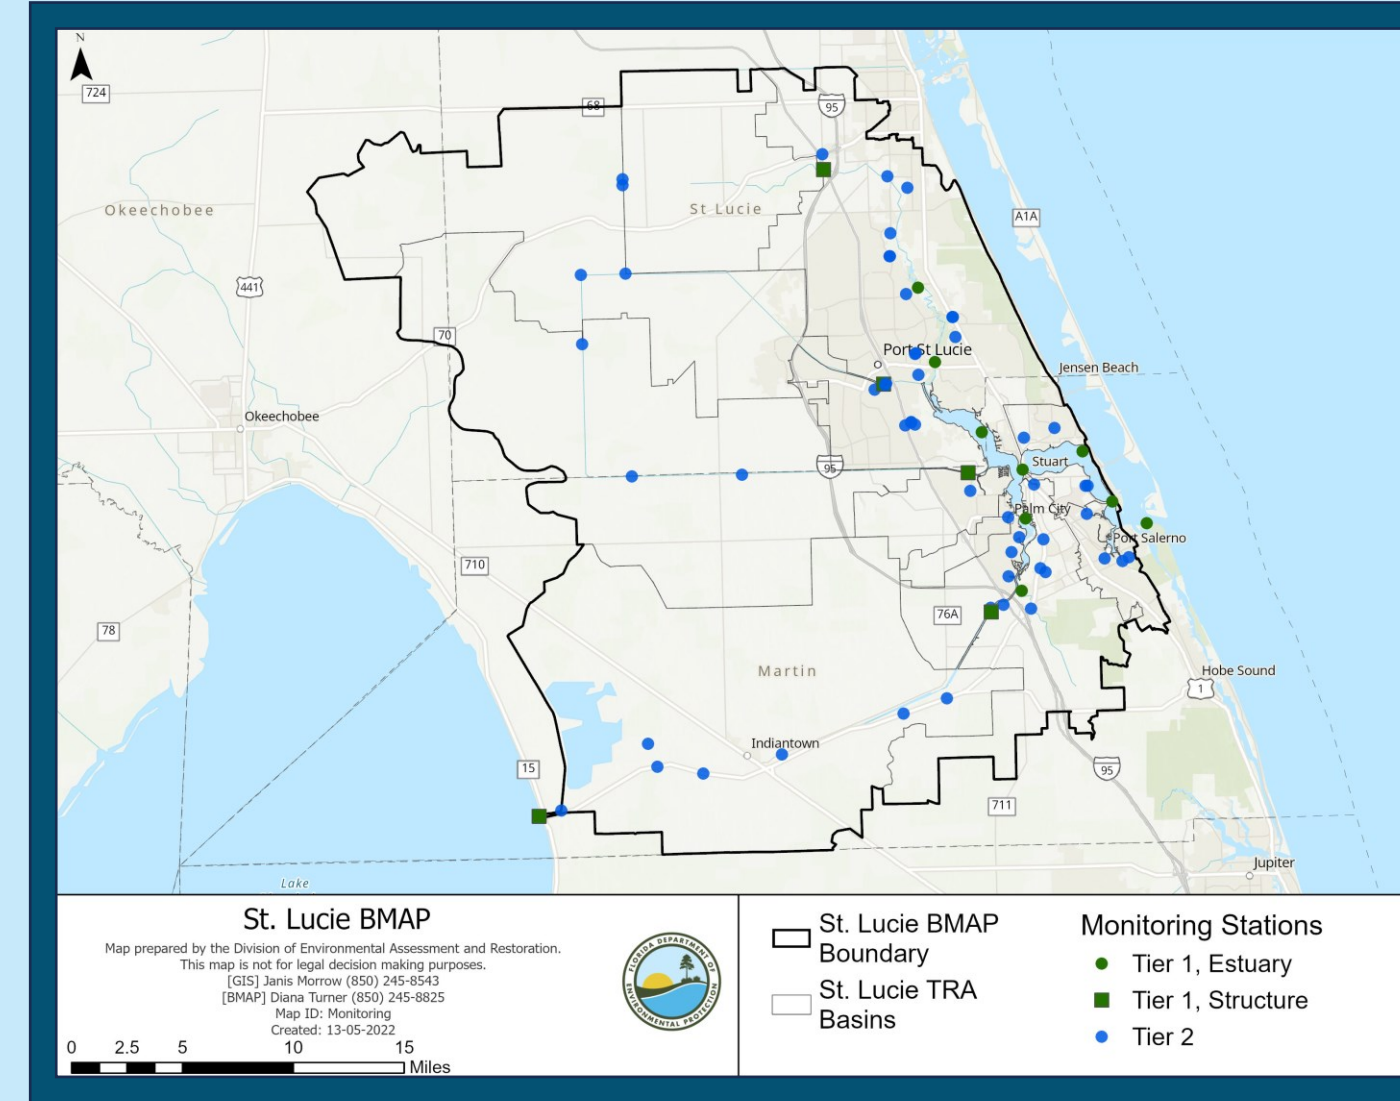 N
724
68
95
Okeechobee
St Lucie
A1A
441
70
Port St Lucie
Jensen Beach
Okeechobee
Stuart
95
Palm City
Port Salerno
710
76A
78
Martin
Hobe Sound
1
Indiantown
15
95
711
Jupiter
Lake
St. Lucie BMAP
Map prepared by the Division of Environmental Assessment and Restoration.
This map is not for legal decision making purposes.
[GIS] Janis Morrow (850) 245-8543
[BMAP] Diana Turner (850) 245-8825
Map ID: Monitoring
Created: 13-05-2022
0 2.5 5 10 15
Miles
FLORIDA DEPARTMENT OF
ENVIRONMENTAL PROTECTION
St. Lucie BMAP
Boundary
St. Lucie TRA
Basins
Monitoring Stations
Tier 1, Estuary
Tier 1, Structure
Tier 2